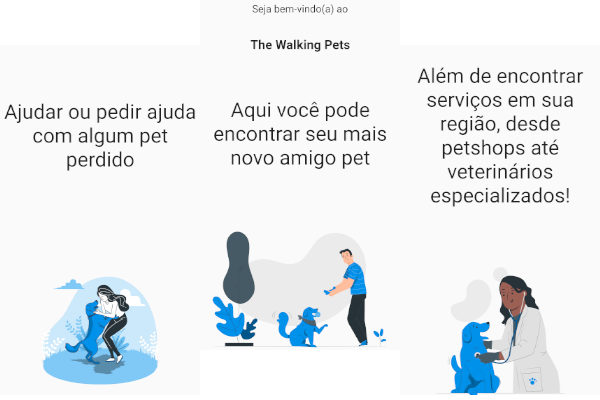 Seja bem-vindo(a) ao
The Walking Pets
Ajudar ou pedir ajuda
com algum pet
perdido
Aqui você pode
encontrar seu mais
novo amigo pet
Além de encontrar
serviços em sua
região, desde
petshops até
veterinários
especializados!